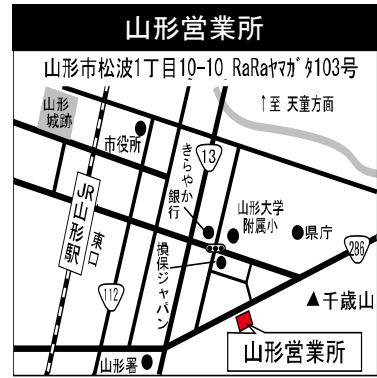 山形営業所
山形市松波1丁目10-10 RaRaヤマガタ103号
山形
城跡
↑至 天童方面
市役所
13
きらやか
銀行
山形大学
附属小
県庁
286
JR山形駅
東口
損保ジャパン
112
▲千歳山
山形営業所
山形署